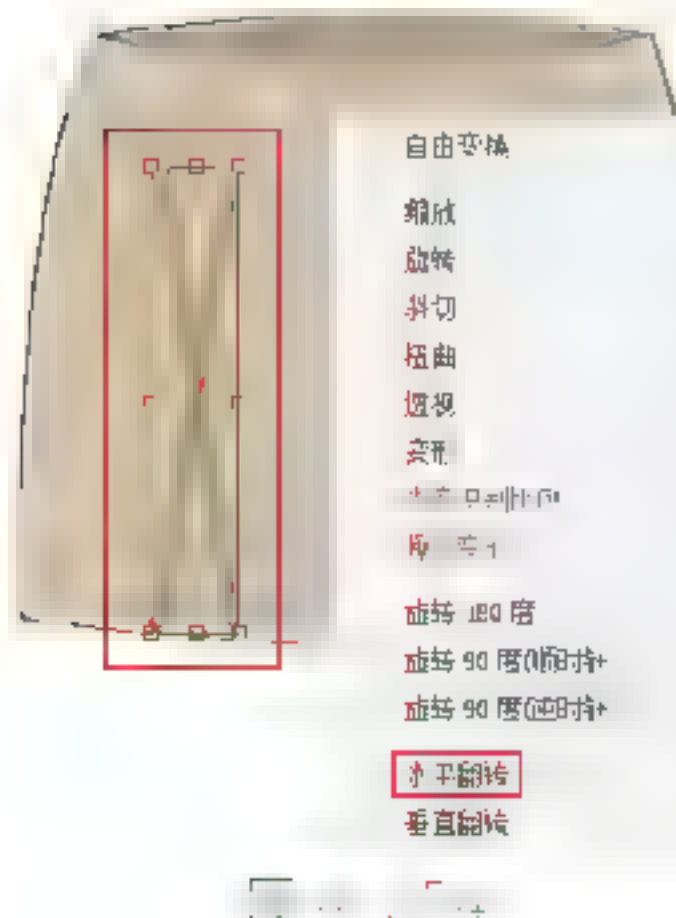 自由变换
缩放
旋转
斜切
扭曲
透视
变形
旋转 180 度
旋转 90 度(顺时针
旋转 90 度(逆时针
水平翻转
垂直翻转